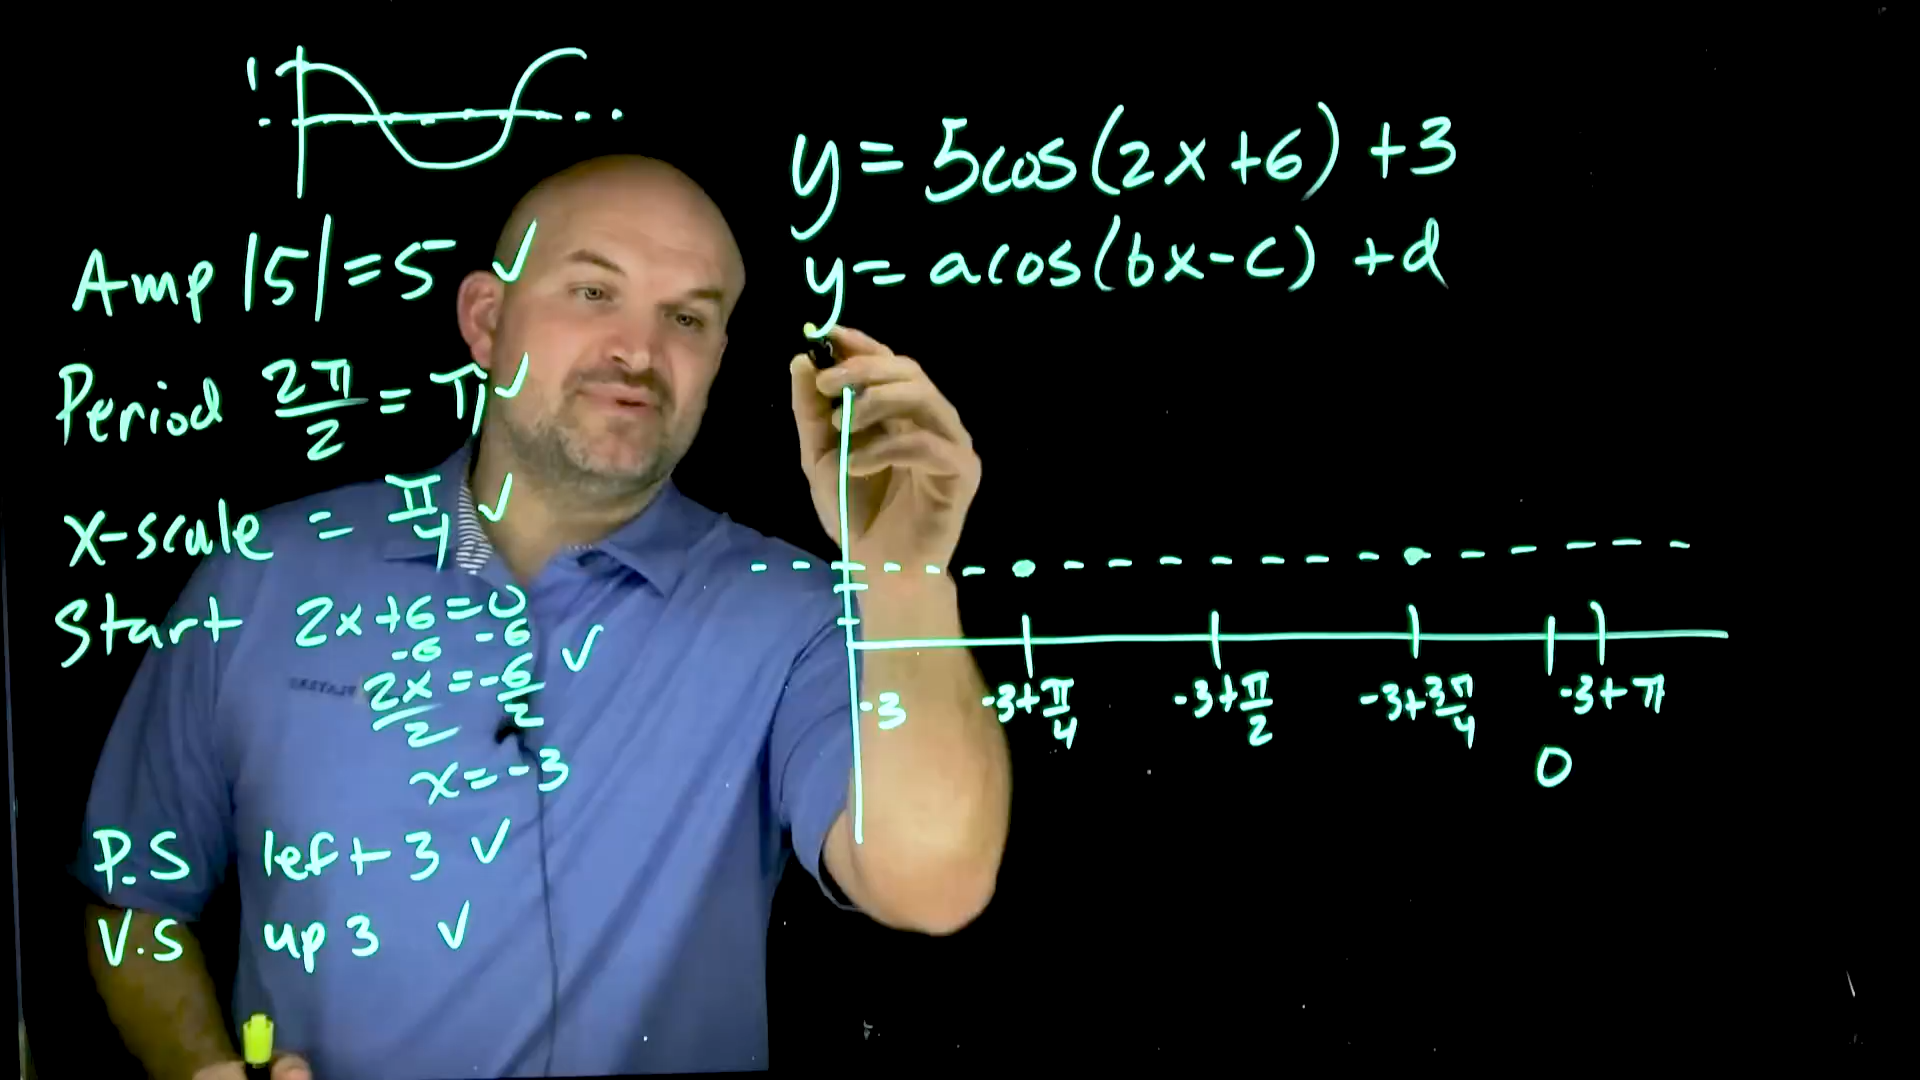 1
y = 5cos(2x+6) +3
y = acos(bx-c) +d
Amp |5| = 5 ✓
Period 2π/2 = π ✓
x-scale = π/4 ✓
Start 2x+6=0
-6 -6 ✓
2x/2 = -6/2
x=-3
P.S left 3 ✓
V.S up 3 ✓
-3 -3+π/4 -3+π/2 -3+3π/4 -3+π
0